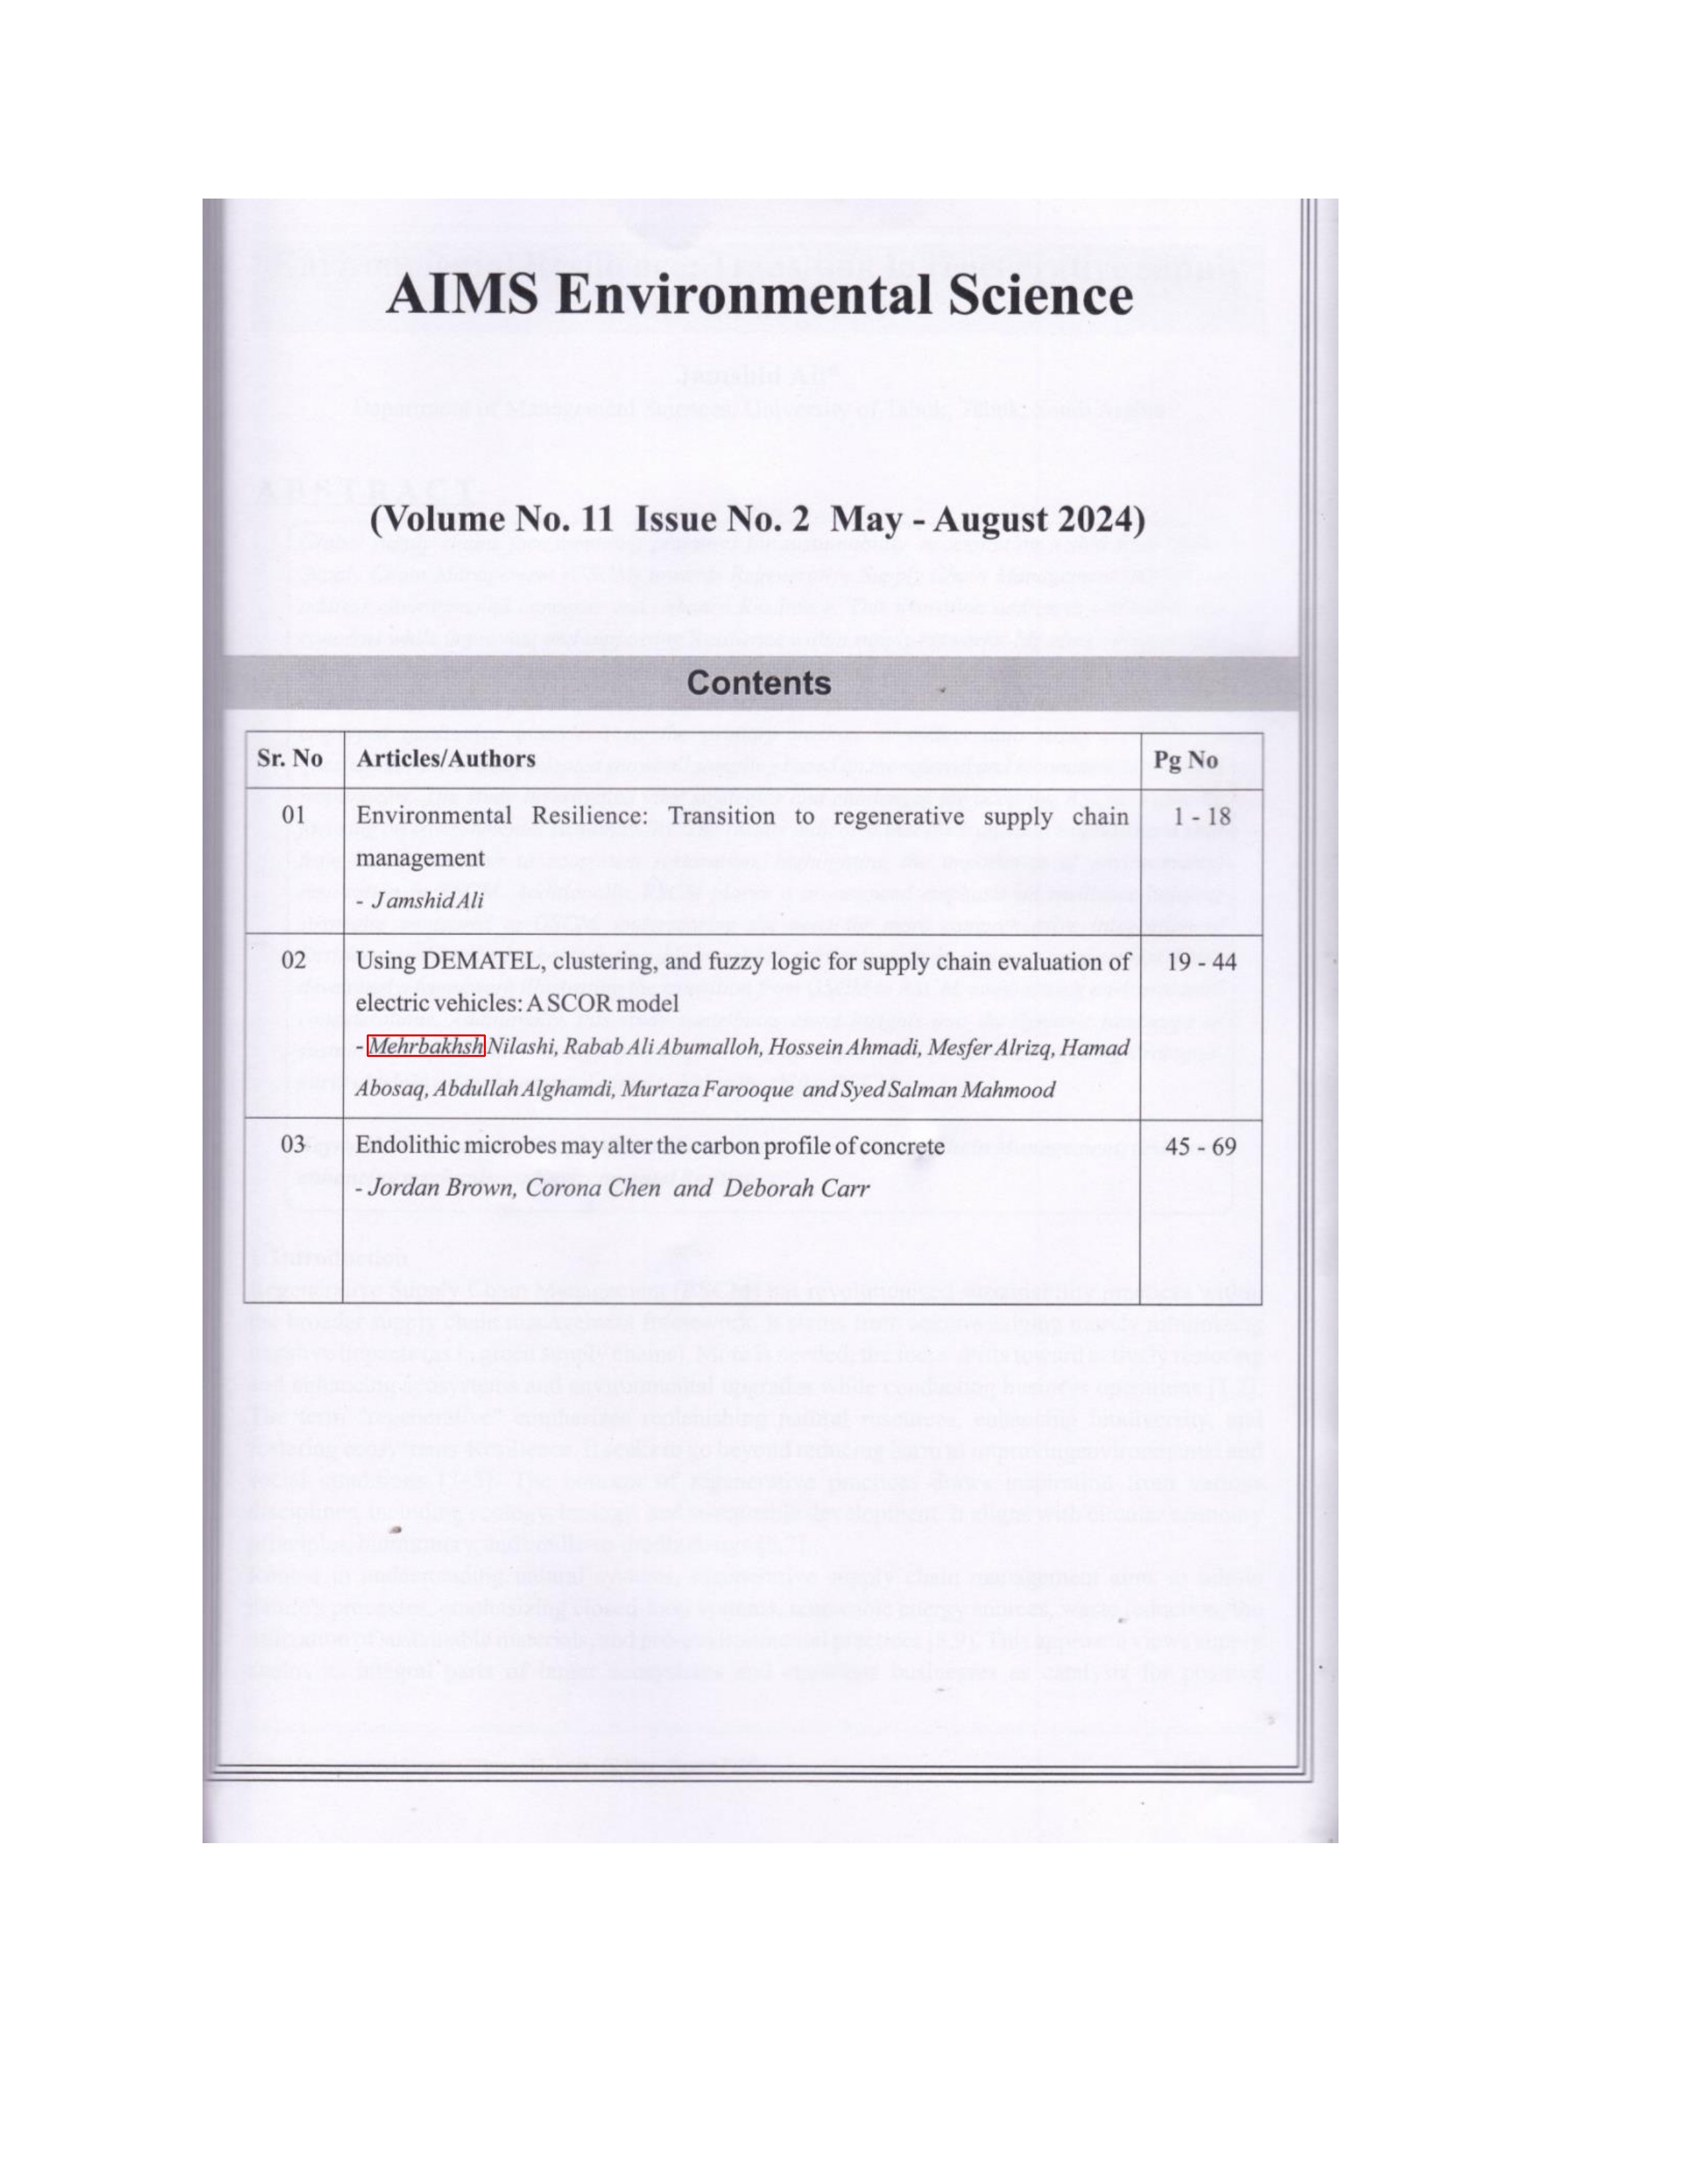 AIMS Environmental Science
(Volume No. 11 Issue No. 2 May - August 2024)
Contents
Sr. No Articles/Authors Pg No
01 Environmental Resilience: Transition to regenerative supply chain 1 - 18
management
- Jamshid Ali
02 Using DEMATEL, clustering, and fuzzy logic for supply chain evaluation of 19 - 44
electric vehicles: A SCOR model
- Mehrbakhsh Nilashi, Rabab Ali Abumalloh, Hossein Ahmadi, Mesfer Alrizq, Hamad
Abosaq, Abdullah Alghamdi, Murtaza Farooque and Syed Salman Mahmood
03 Endolithic microbes may alter the carbon profile of concrete 45 - 69
- Jordan Brown, Corona Chen and Deborah Carr